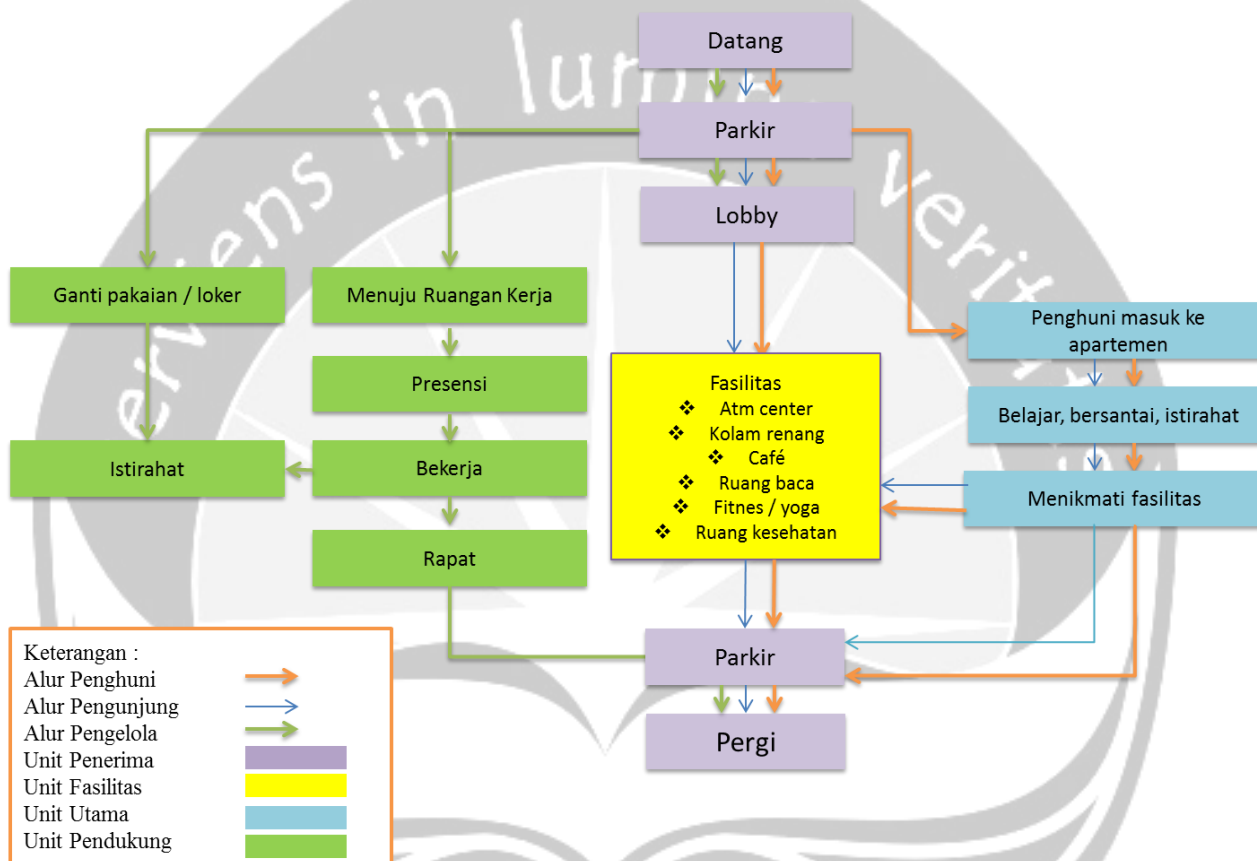 Datang
Parkir
Lobby
Ganti pakaian / loker
Menuju Ruangan Kerja
Penghuni masuk ke
apartemen
Presensi
Fasilitas
❖ Atm center
❖ Kolam renang
❖ Café
❖ Ruang baca
❖ Fitnes / yoga
❖ Ruang kesehatan
Belajar, bersantai, istirahat
Istirahat
Bekerja
Menikmati fasilitas
Rapat
Parkir
Pergi
Keterangan :
Alur Penghuni
Alur Pengunjung
Alur Pengelola
Unit Penerima
Unit Fasilitas
Unit Utama
Unit Pendukung
in